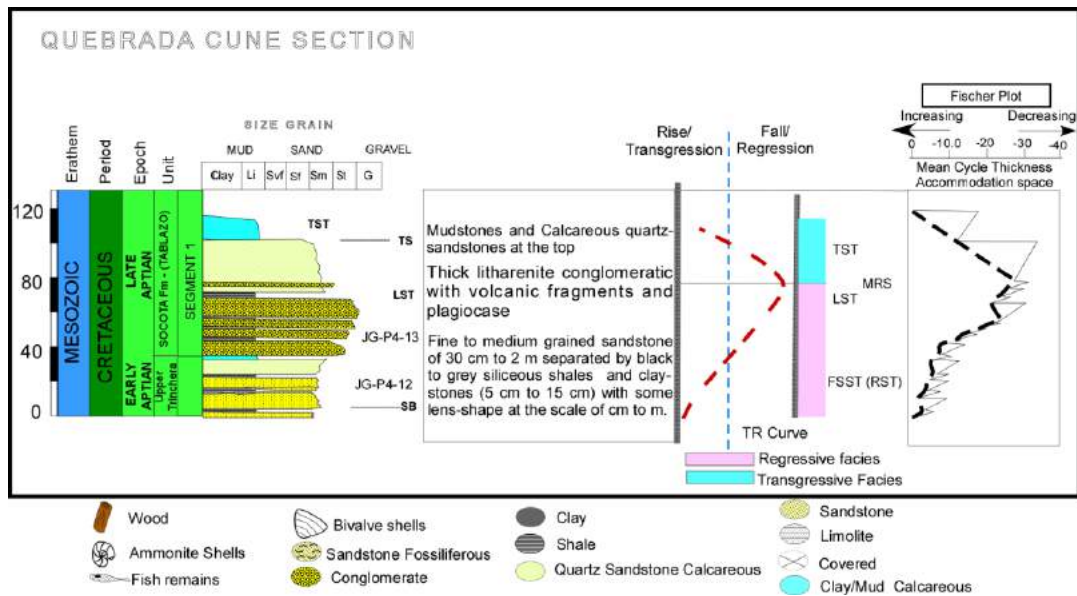 QUEBRADA CUNE SECTION
Fischer Plot
Increasing
Decreasing
0 -10.0 -20 -30 -40
Mean Cycle Thickness
Accommodation space
Rise/
Transgression
Fall/
Regression
SIZE GRAIN
MUD
SAND
GRAVEL
Clay Li Svf Sf Sm St G
Erathem
Period
Epoch
Unit
120
80
40
0
MESOZOIC
CRETACEOUS
LATE
APTIAN
EARLY
APTIAN
SOCOTA Fm - (TABLAZO)
Upper
Trinchera
SEGMENT 1
TST
TS
LST
JG-P4-13
JG-P4-12
SB
Mudstones and Calcareous quartz-
sandstones at the top
Thick litharenite conglomeratic
with volcanic fragments and
plagiocase
Fine to medium grained sandstone
of 30 cm to 2 m separated by black
to grey siliceous shales and clay-
stones (5 cm to 15 cm) with some
lens-shape at the scale of cm to m.
TST
MRS
LST
FSST (RST)
TR Curve
Regressive facies
Transgressive Facies
Wood
Ammonite Shells
Fish remains
Bivalve shells
Sandstone Fossiliferous
Conglomerate
Clay
Shale
Quartz Sandstone Calcareous
Sandstone
Limolite
Covered
Clay/Mud Calcareous